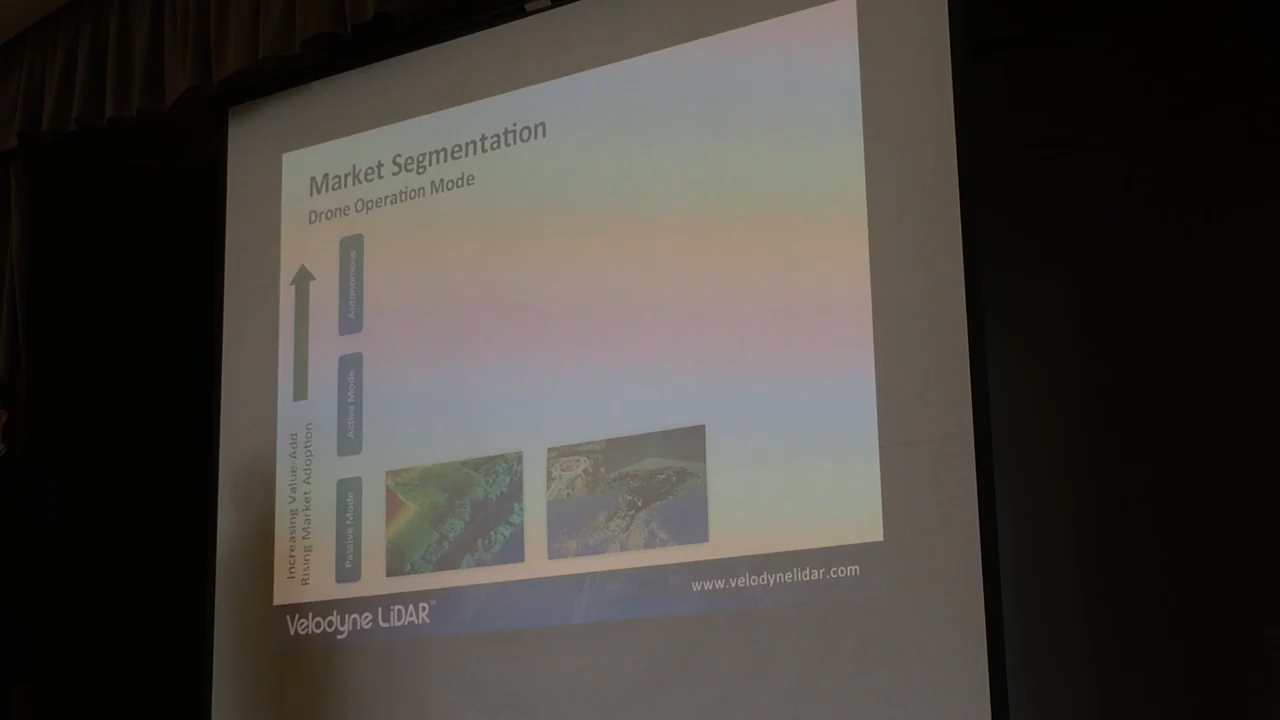 Market Segmentation
Drone Operation Mode
Autonomous
Active Mode
Passive Mode
Increasing Value-Add
Rising Market Adoption
Velodyne LiDAR™
www.velodynelidar.com